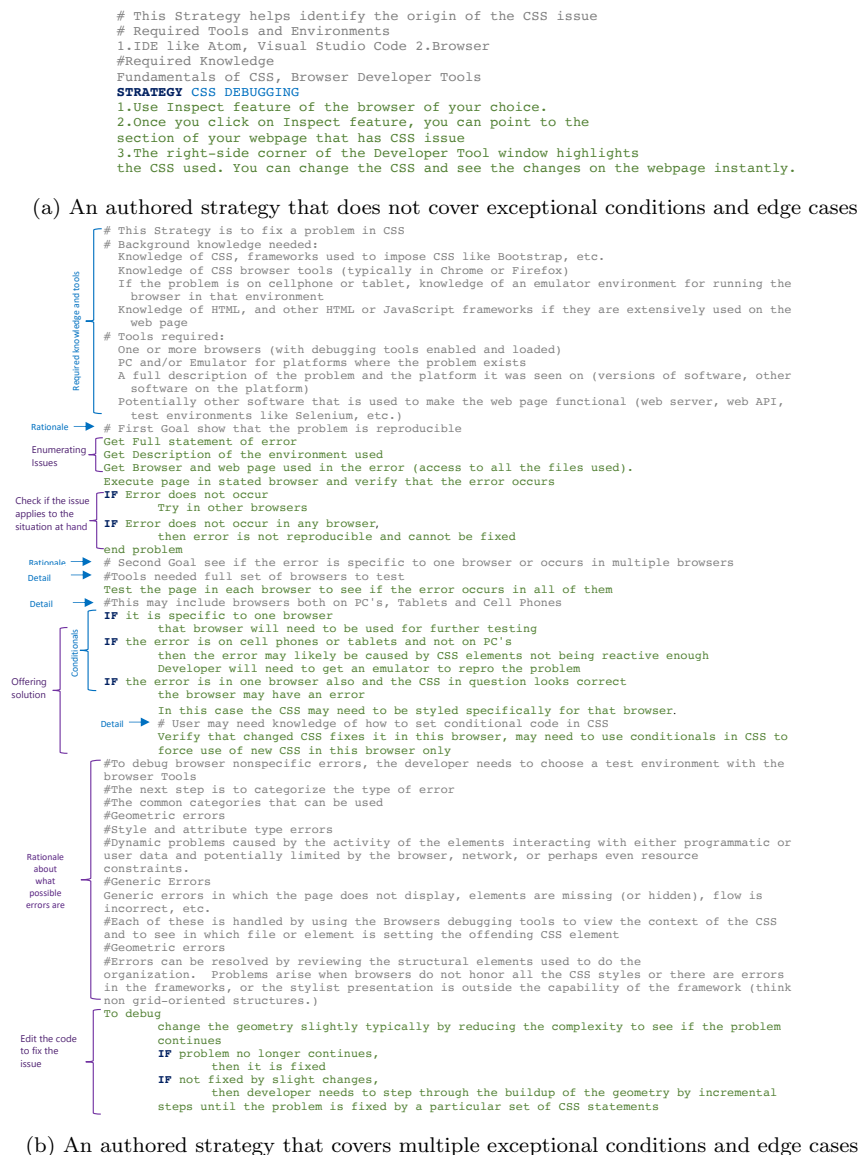 # This Strategy helps identify the origin of the CSS issue
# Required Tools and Environments
1.IDE like Atom, Visual Studio Code 2.Browser
#Required Knowledge
Fundamentals of CSS, Browser Developer Tools
STRATEGY CSS DEBUGGING
1.Use Inspect feature of the browser of your choice.
2.Once you click on Inspect feature, you can point to the
section of your webpage that has CSS issue
3.The right-side corner of the Developer Tool window highlights
the CSS used. You can change the CSS and see the changes on the webpage instantly.
(a) An authored strategy that does not cover exceptional conditions and edge cases
Required knowledge and tools
# This Strategy is to fix a problem in CSS
# Background knowledge needed:
Knowledge of CSS, frameworks used to impose CSS like Bootstrap, etc.
Knowledge of CSS browser tools (typically in Chrome or Firefox)
If the problem is on cellphone or tablet, knowledge of an emulator environment for running the
browser in that environment
Knowledge of HTML, and other HTML or JavaScript frameworks if they are extensively used on the
web page
# Tools required:
One or more browsers (with debugging tools enabled and loaded)
PC and/or Emulator for platforms where the problem exists
A full description of the problem and the platform it was seen on (versions of software, other
software on the platform)
Potentially other software that is used to make the web page functional (web server, web API,
test environments like Selenium, etc.)
Rationale
# First Goal show that the problem is reproducible
Enumerating
Issues
Get Full statement of error
Get Description of the environment used
Get Browser and web page used in the error (access to all the files used).
Execute page in stated browser and verify that the error occurs
Check if the issue
applies to the
situation at hand
IF Error does not occur
Try in other browsers
IF Error does not occur in any browser,
then error is not reproducible and cannot be fixed
end problem
Rationale
# Second Goal see if the error is specific to one browser or occurs in multiple browsers
Detail
#Tools needed full set of browsers to test
Test the page in each browser to see if the error occurs in all of them
Detail
#This may include browsers both on PC's, Tablets and Cell Phones
Offering
solution
Conditionals
IF it is specific to one browser
that browser will need to be used for further testing
IF the error is on cell phones or tablets and not on PC's
then the error may likely be caused by CSS elements not being reactive enough
Developer will need to get an emulator to repro the problem
IF the error is in one browser also and the CSS in question looks correct
the browser may have an error
In this case the CSS may need to be styled specifically for that browser.
Detail
# User may need knowledge of how to set conditional code in CSS
Verify that changed CSS fixes it in this browser, may need to use conditionals in CSS to
force use of new CSS in this browser only
Rationale
about
what
possible
errors are
#To debug browser nonspecific errors, the developer needs to choose a test environment with the
browser Tools
#The next step is to categorize the type of error
#The common categories that can be used
#Geometric errors
#Style and attribute type errors
#Dynamic problems caused by the activity of the elements interacting with either programmatic or
user data and potentially limited by the browser, network, or perhaps even resource
constraints.
#Generic Errors
Generic errors in which the page does not display, elements are missing (or hidden), flow is
incorrect, etc.
#Each of these is handled by using the Browsers debugging tools to view the context of the CSS
and to see in which file or element is setting the offending CSS element
#Geometric errors
#Errors can be resolved by reviewing the structural elements used to do the
organization. Problems arise when browsers do not honor all the CSS styles or there are errors
in the frameworks, or the stylist presentation is outside the capability of the framework (think
non grid-oriented structures.)
Edit the code
to fix the
issue
To debug
change the geometry slightly typically by reducing the complexity to see if the problem
continues
IF problem no longer continues,
then it is fixed
IF not fixed by slight changes,
then developer needs to step through the buildup of the geometry by incremental
steps until the problem is fixed by a particular set of CSS statements
(b) An authored strategy that covers multiple exceptional conditions and edge cases